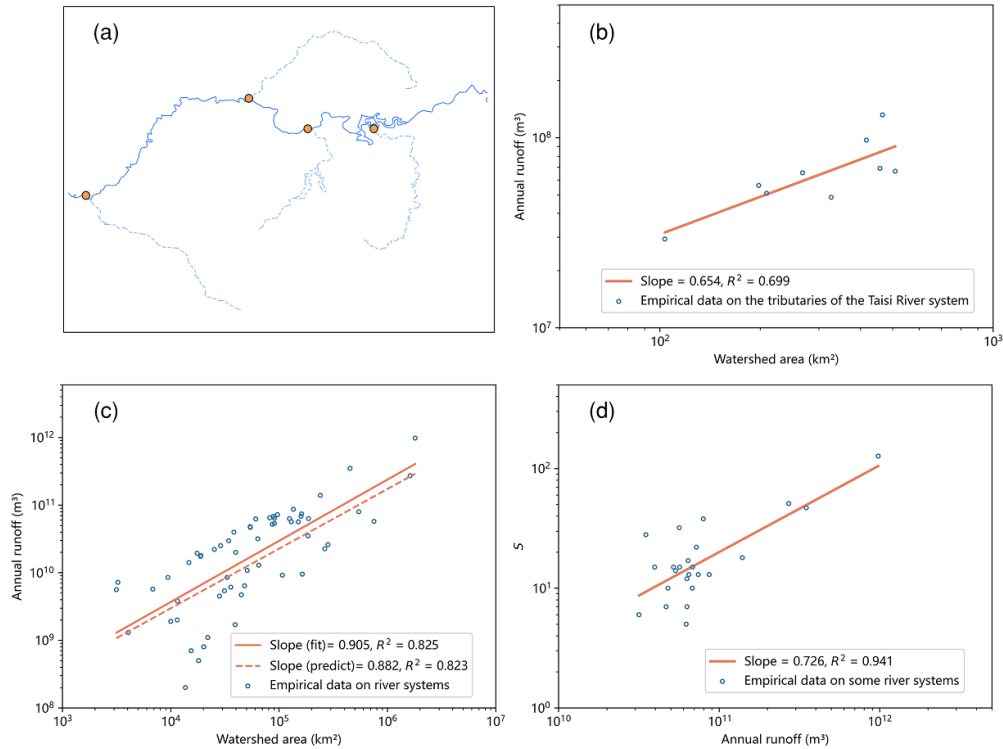 (a)
(b)
Annual runoff (m³)
10⁸
10⁷
Slope = 0.654, R² = 0.699
Empirical data on the tributaries of the Taisi River system
10²
10³
Watershed area (km²)
(c)
Annual runoff (m³)
10¹²
10¹¹
10¹⁰
10⁹
10⁸
Slope (fit)= 0.905, R² = 0.825
Slope (predict)= 0.882, R² = 0.823
Empirical data on river systems
10³
10⁴
10⁵
10⁶
10⁷
Watershed area (km²)
(d)
S
10²
10¹
10⁰
Slope = 0.726, R² = 0.941
Empirical data on some river systems
10¹⁰
10¹¹
10¹²
Annual runoff (m³)